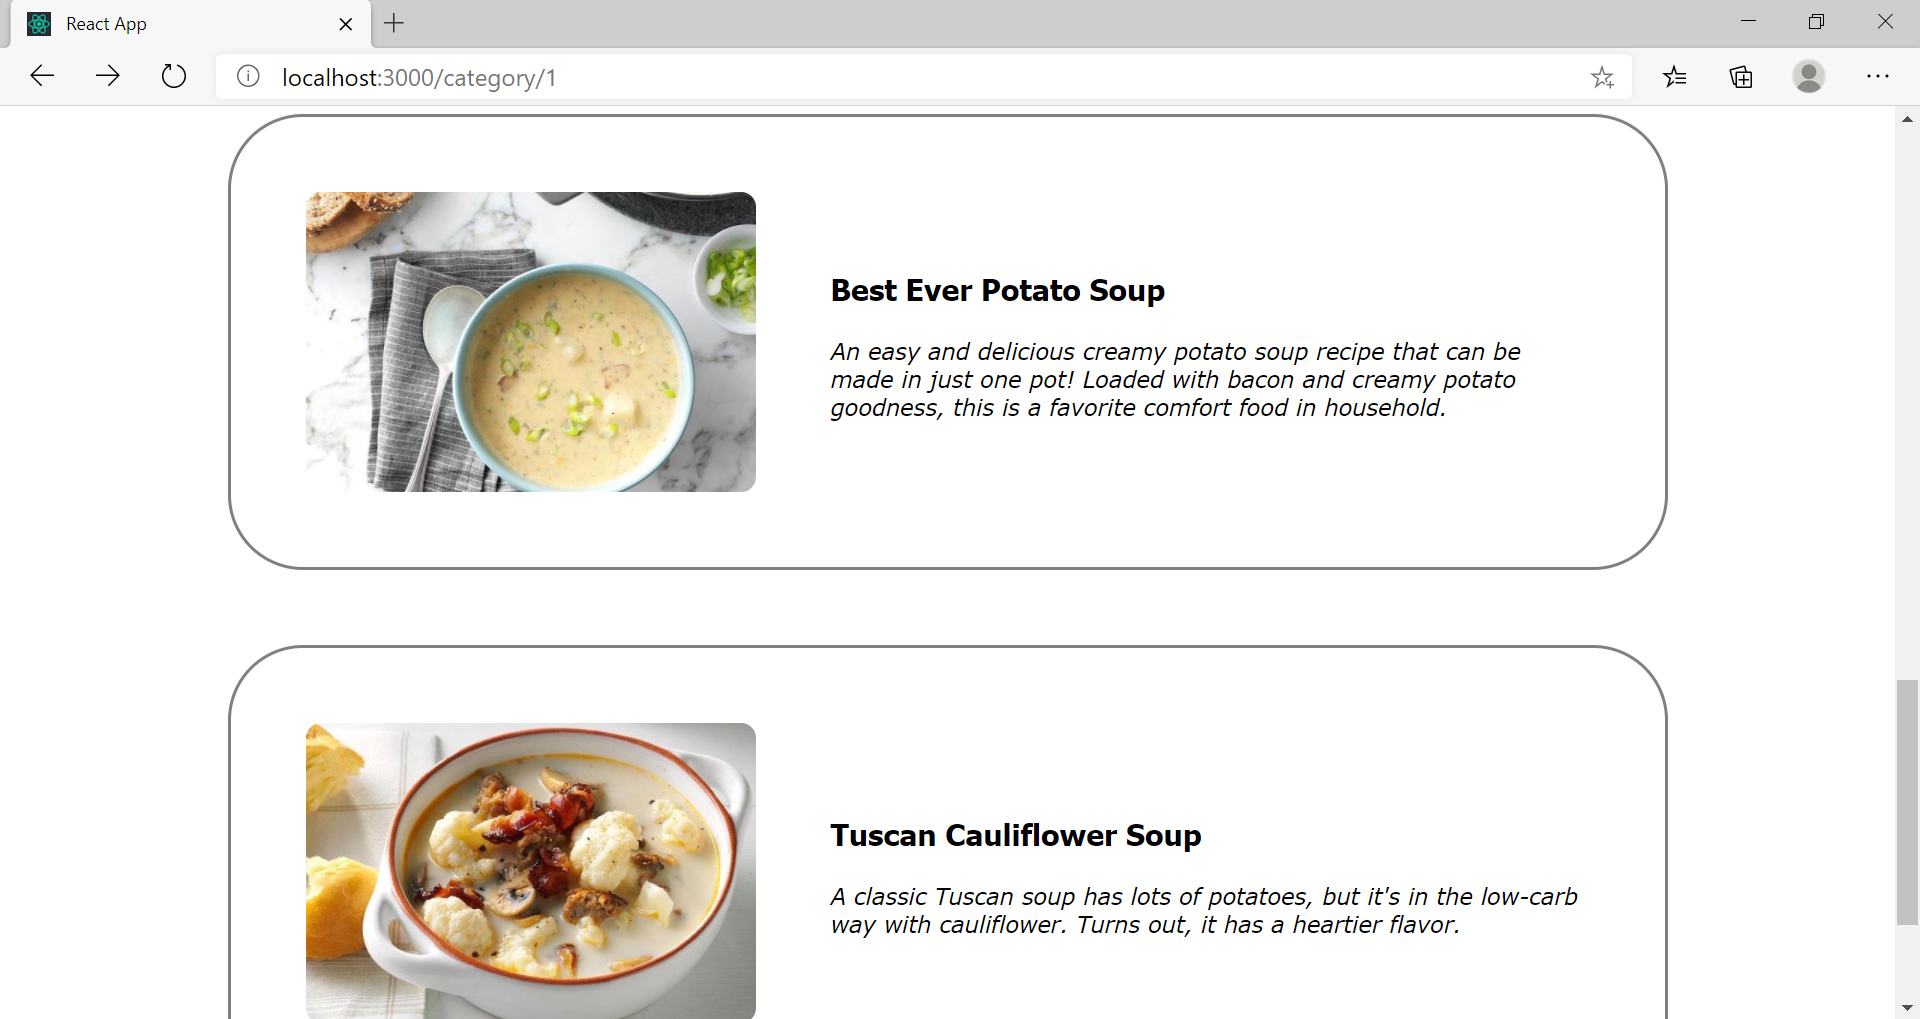 React App
localhost:3000/category/1
Best Ever Potato Soup
An easy and delicious creamy potato soup recipe that can be
made in just one pot! Loaded with bacon and creamy potato
goodness, this is a favorite comfort food in household.
Tuscan Cauliflower Soup
A classic Tuscan soup has lots of potatoes, but it's in the low-carb
way with cauliflower. Turns out, it has a heartier flavor.